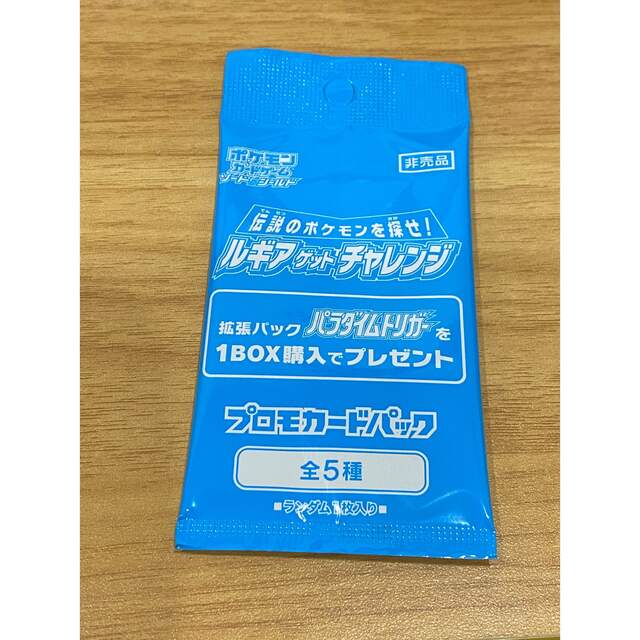 ポケモン
カードゲーム
ソード&シールド
非売品
伝説のポケモンを探せ!
ルギアゲットチャレンジ
拡張パック パラダイムトリガーを
1BOX購入でプレゼント
プロモカードパック
全5種
■ランダム1枚入り■